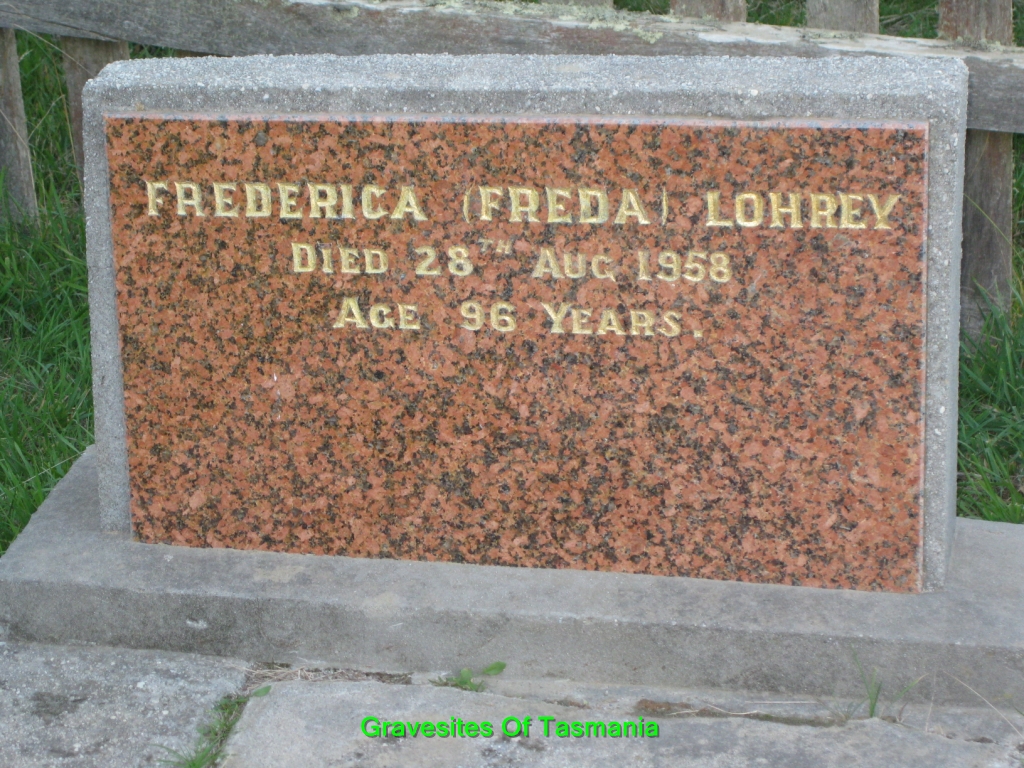 FREDERICA (FREDA) LOHREY
DIED 28TH AUG 1958
AGE 96 YEARS.
Gravesites Of Tasmania